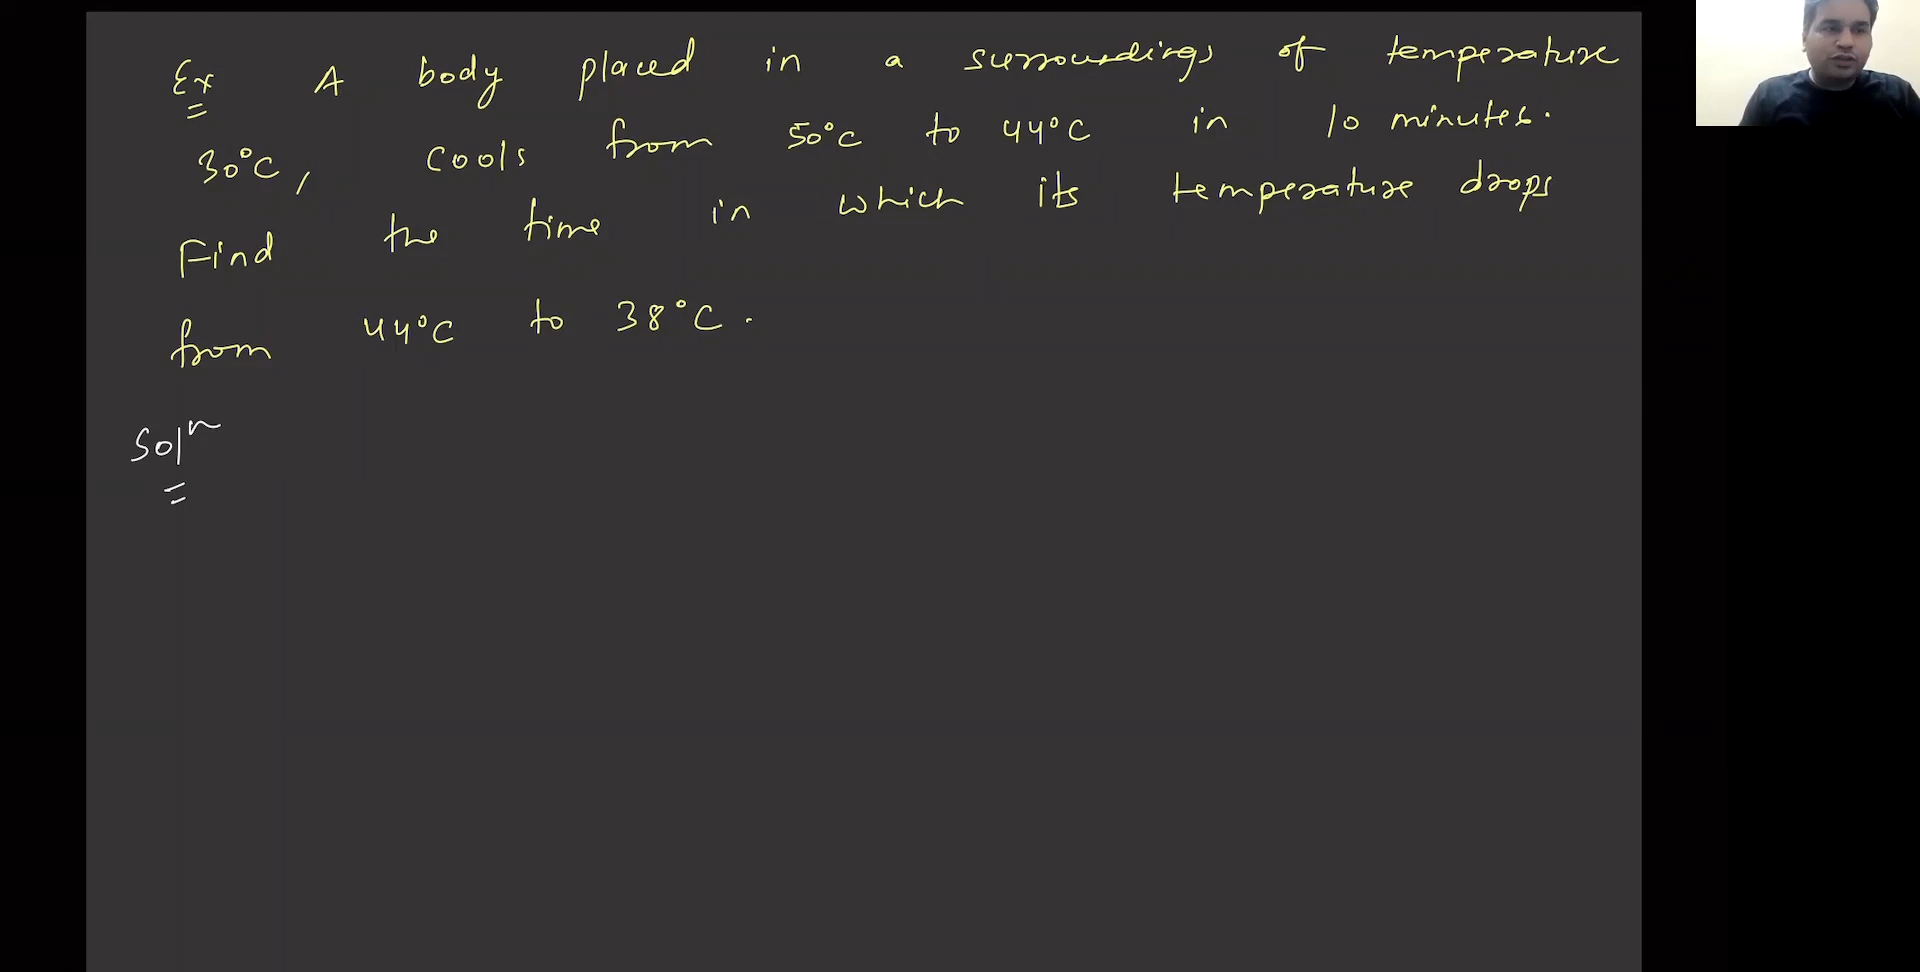 Ex A body placed in a surroundings of temperature
30°C, cools from 50°C to 44°C in 10 minutes.
Find the time in which its temperature drops
from 44°C to 38°C.
Solⁿ